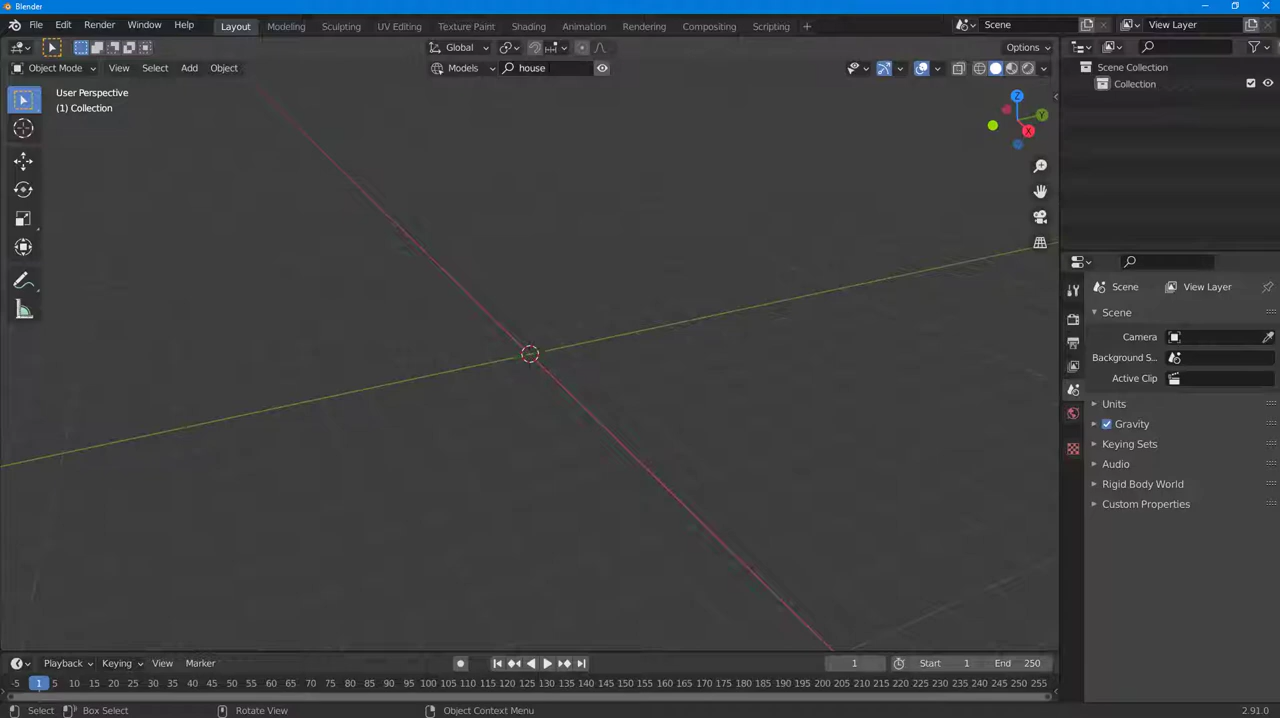 Blender
File Edit Render Window Help Layout Modeling Sculpting UV Editing Texture Paint Shading Animation Rendering Compositing Scripting + Scene View Layer
Global Options
Object Mode View Select Add Object Models house
Scene Collection
Collection
User Perspective
(1) Collection
Z
Y
X
Scene View Layer
Scene
Camera
Background S...
Active Clip
Units
Gravity
Keying Sets
Audio
Rigid Body World
Custom Properties
Playback Keying View Marker 1 Start 1 End 250
-5 1 5 10 15 20 25 30 35 40 45 50 55 60 65 70 75 80 85 90 95 100 105 110 115 120 125 130 135 140 145 150 155 160 165 170 175 180 185 190 195 200 205 210 215 220 225 230 235 240 245 250 255
Select Box Select Rotate View Object Context Menu 2.91.0